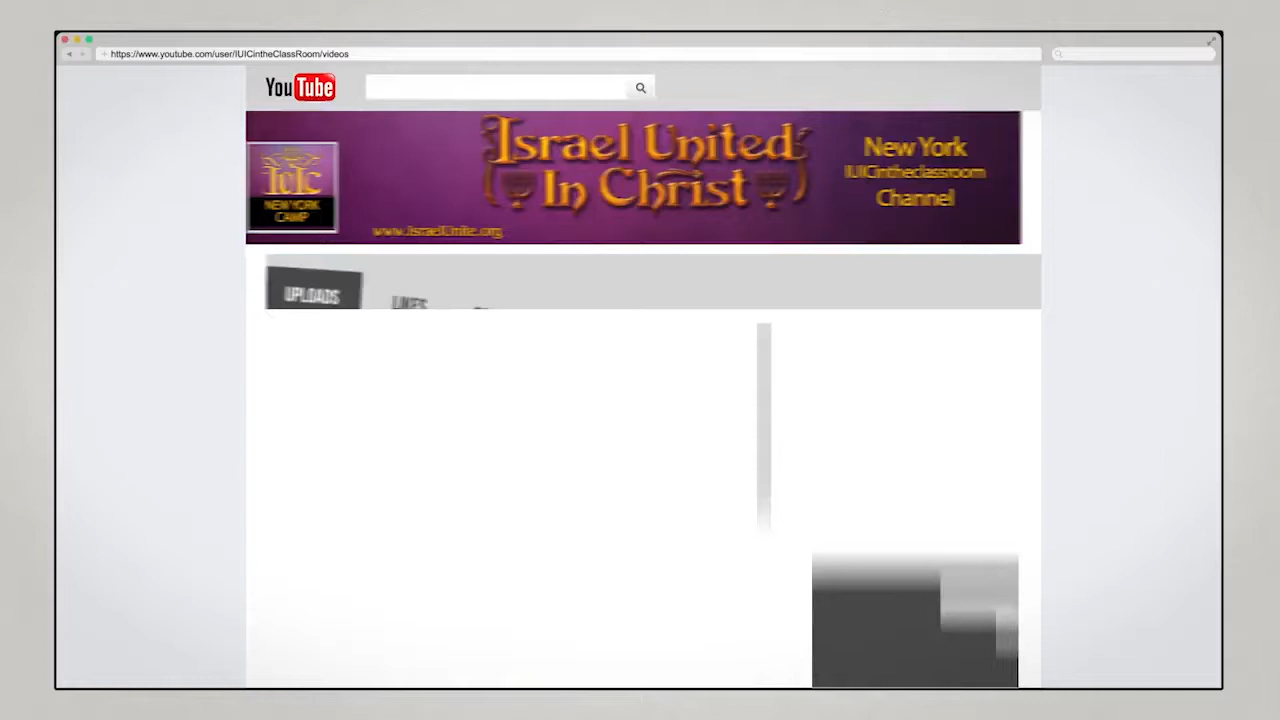 https://www.youtube.com/user/IUICintheClassRoom/videos
YouTube
Israel United
In Christ
New York
IUICintheclassroom
Channel
IUIC
NEW YORK
CAMP
www.IsraelUnite.org
UPLOADS
LIKES